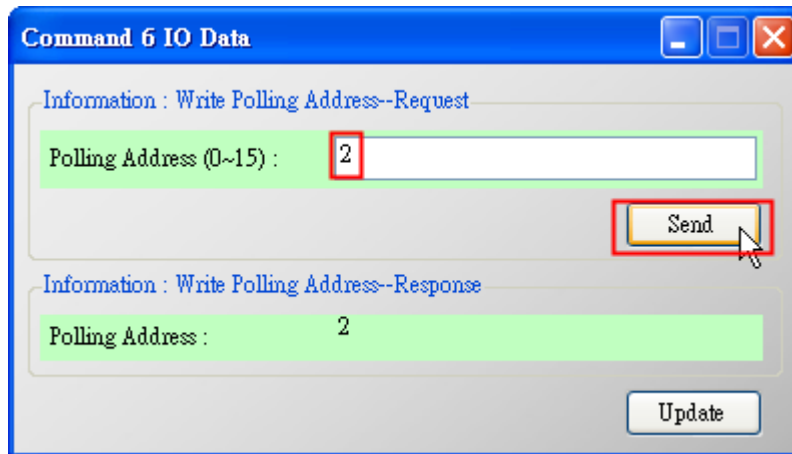 Command 6 IO Data
Information : Write Polling Address--Request
Polling Address (0~15) : 2
Send
Information : Write Polling Address--Response
Polling Address : 2
Update